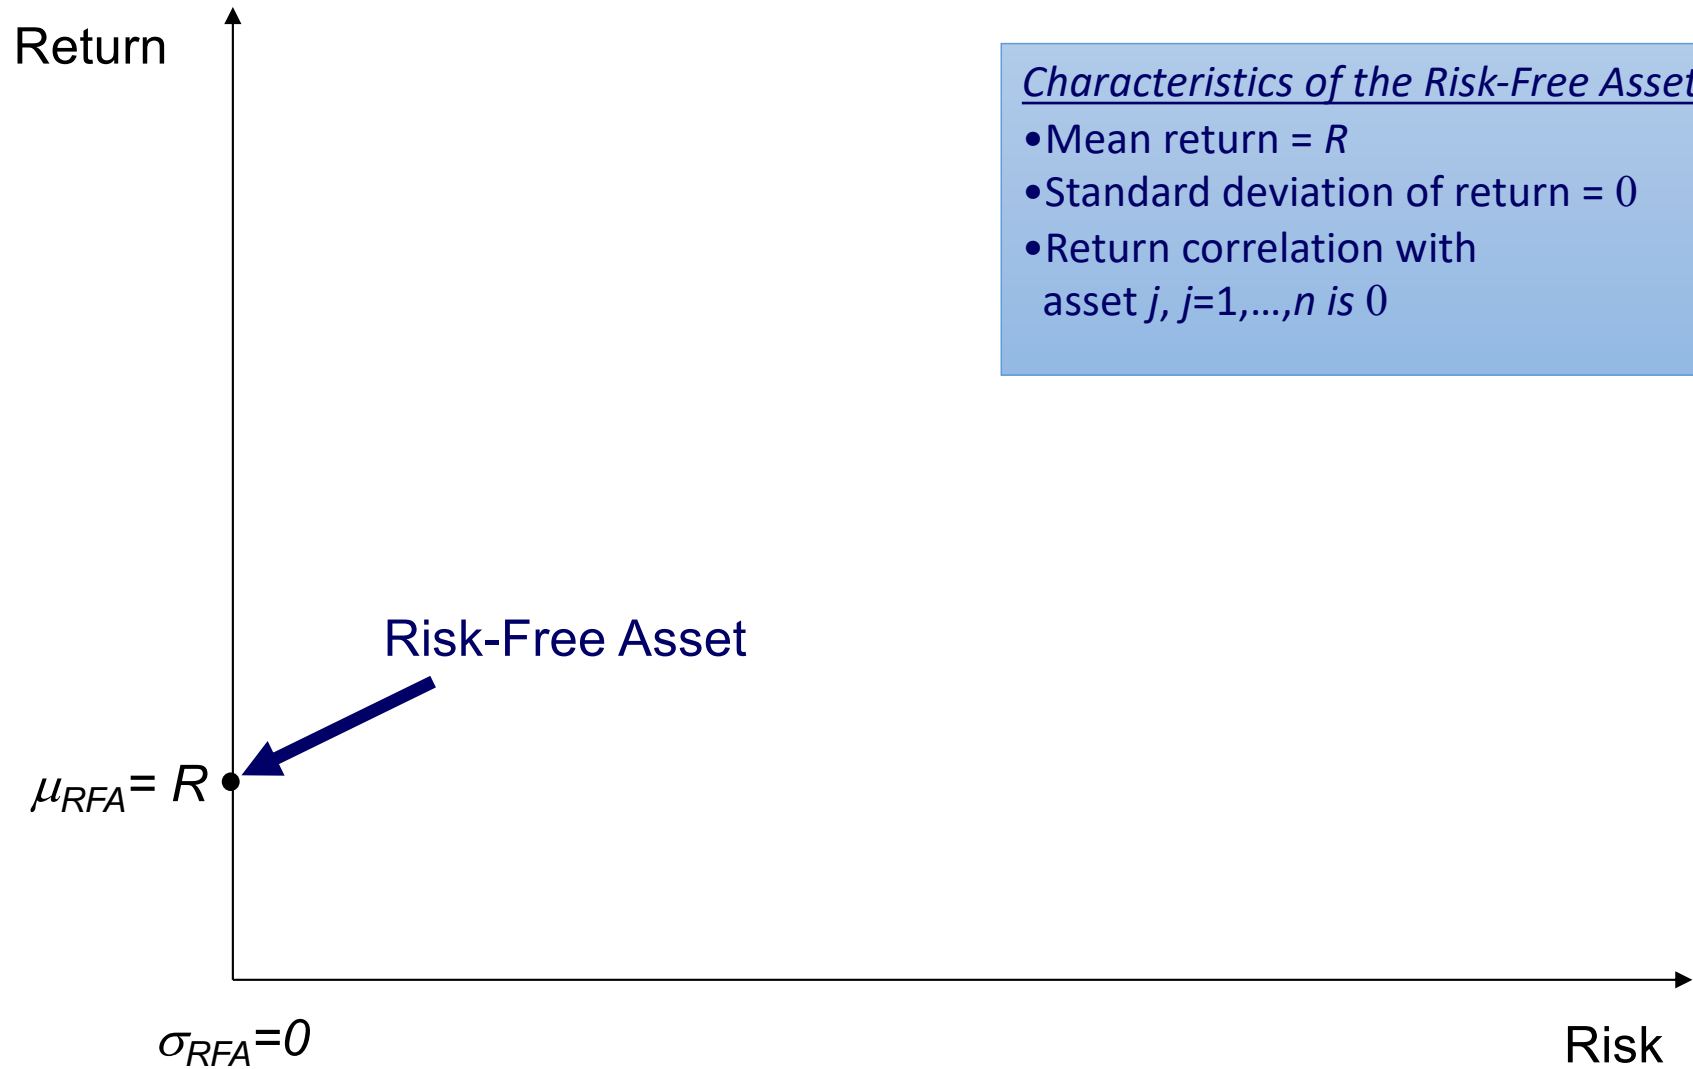 Return
Characteristics of the Risk-Free Asset
•Mean return = R
•Standard deviation of return = 0
•Return correlation with
asset j, j=1,…,n is 0
Risk-Free Asset
μRFA= R
σRFA=0
Risk